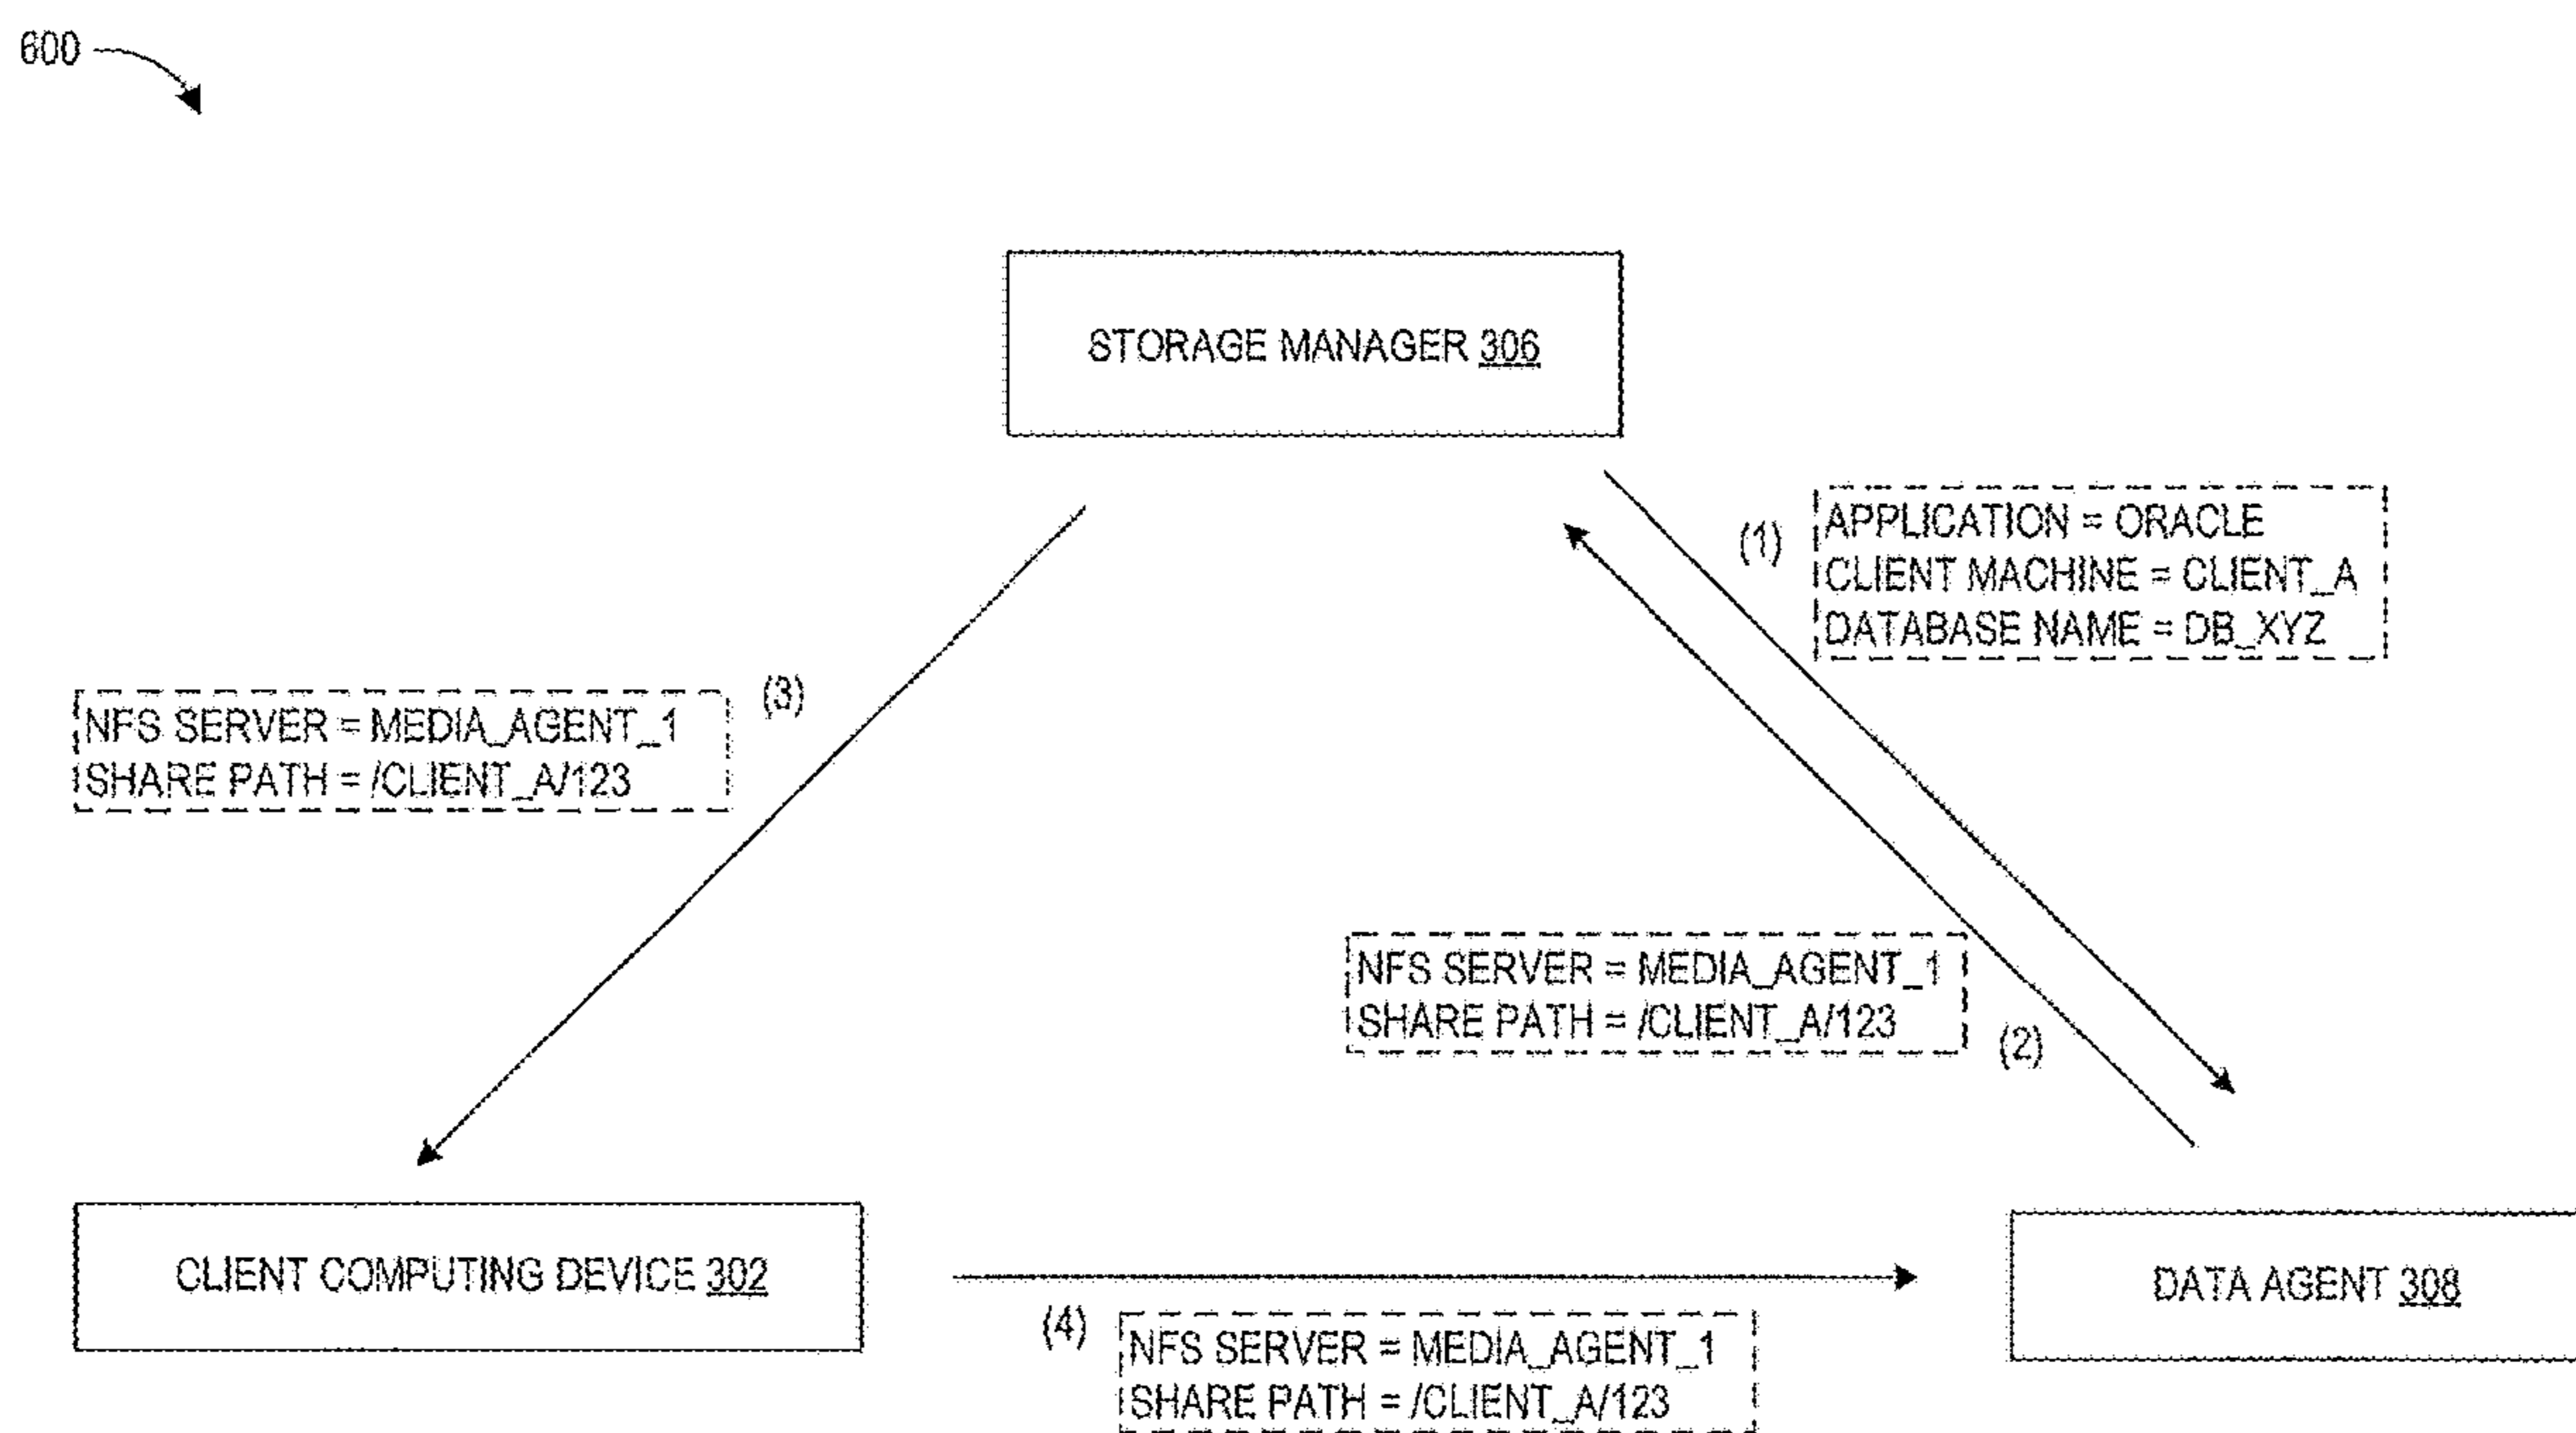 600
STORAGE MANAGER 306
(1)
APPLICATION = ORACLE
CLIENT MACHINE = CLIENT_A
DATABASE NAME = DB_XYZ
(3)
NFS SERVER = MEDIA_AGENT_1
SHARE PATH = /CLIENT_A/123
NFS SERVER = MEDIA_AGENT_1
SHARE PATH = /CLIENT_A/123
(2)
CLIENT COMPUTING DEVICE 302
DATA AGENT 308
(4)
NFS SERVER = MEDIA_AGENT_1
SHARE PATH = /CLIENT_A/123